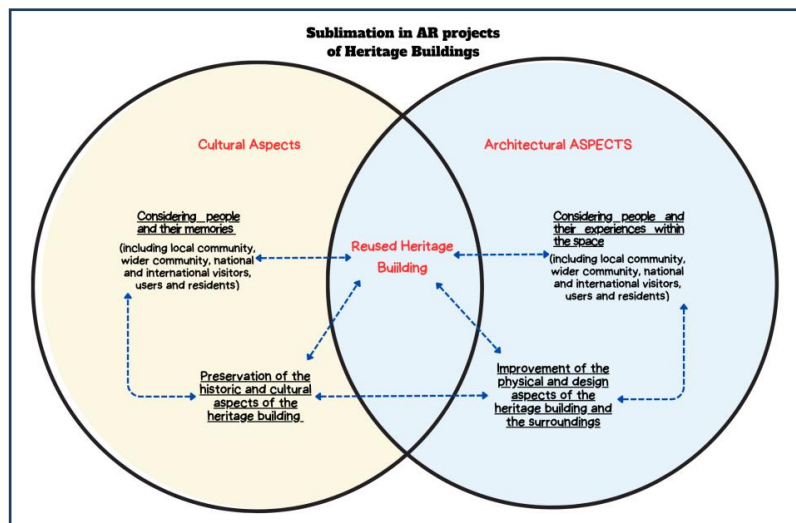 Sublimation in AR projects
of Heritage Buildings
Cultural Aspects
Architectural ASPECTS
Considering people
and their memories
(including local community,
wider community, national
and international visitors,
users and residents)
Reused Heritage
Buiilding
Considering people and
their experiences within
the space
(including local community,
wider community, national
and international visitors,
users and residents)
Preservation of the
historic and cultural
aspects of the
heritage building
Improvement of the
physical and design
aspects of the
heritage building and
the surroundings